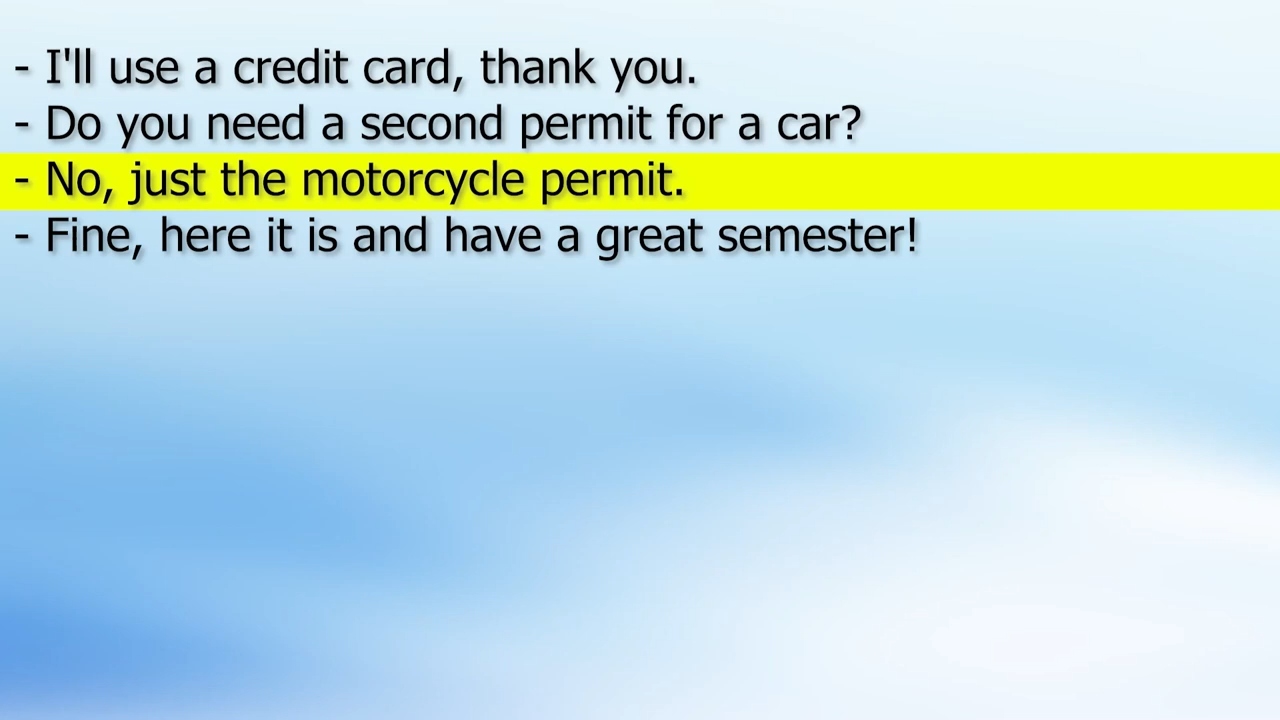 - I'll use a credit card, thank you.
- Do you need a second permit for a car?
- No, just the motorcycle permit.
- Fine, here it is and have a great semester!